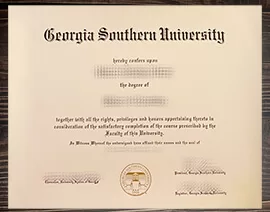 Georgia Southern University
hereby confers upon
the degree of
together with all the rights, privileges and honors appertaining thereto in
consideration of the satisfactory completion of the course prescribed by the
Faculty of this University.
In Witness Whereof the undersigned have affixed their names and the seal of